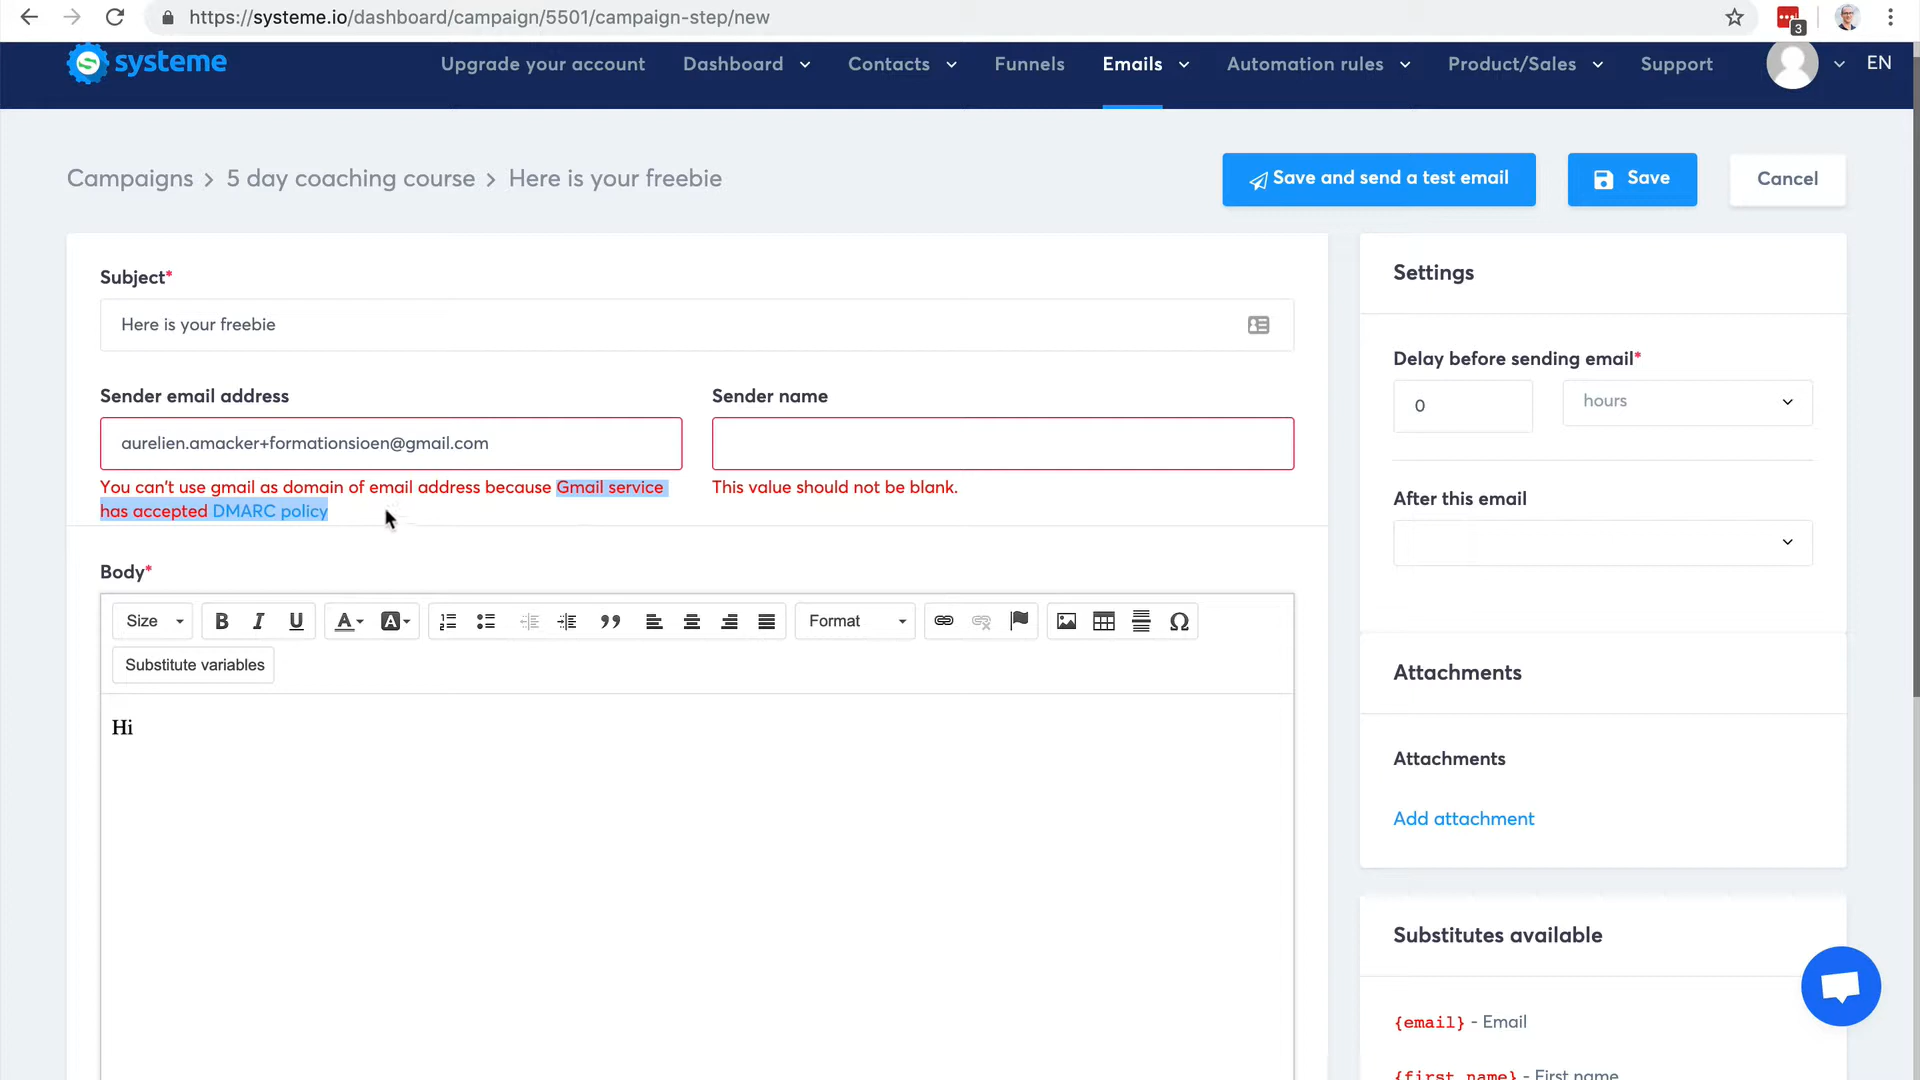 https://systeme.io/dashboard/campaign/5501/campaign-step/new
3
systeme
Upgrade your account
Dashboard
Contacts
Funnels
Emails
Automation rules
Product/Sales
Support
EN
Campaigns > 5 day coaching course > Here is your freebie
Save and send a test email
Save
Cancel
Subject*
Here is your freebie
Sender email address
aurelien.amacker+formationsioen@gmail.com
You can't use gmail as domain of email address because Gmail service
has accepted DMARC policy
Sender name
This value should not be blank.
Body*
Size
B I U
A A
Format
Ω
Substitute variables
Hi
Settings
Delay before sending email*
0
hours
After this email
Attachments
Attachments
Add attachment
Substitutes available
{email} - Email
{first_name} - First name